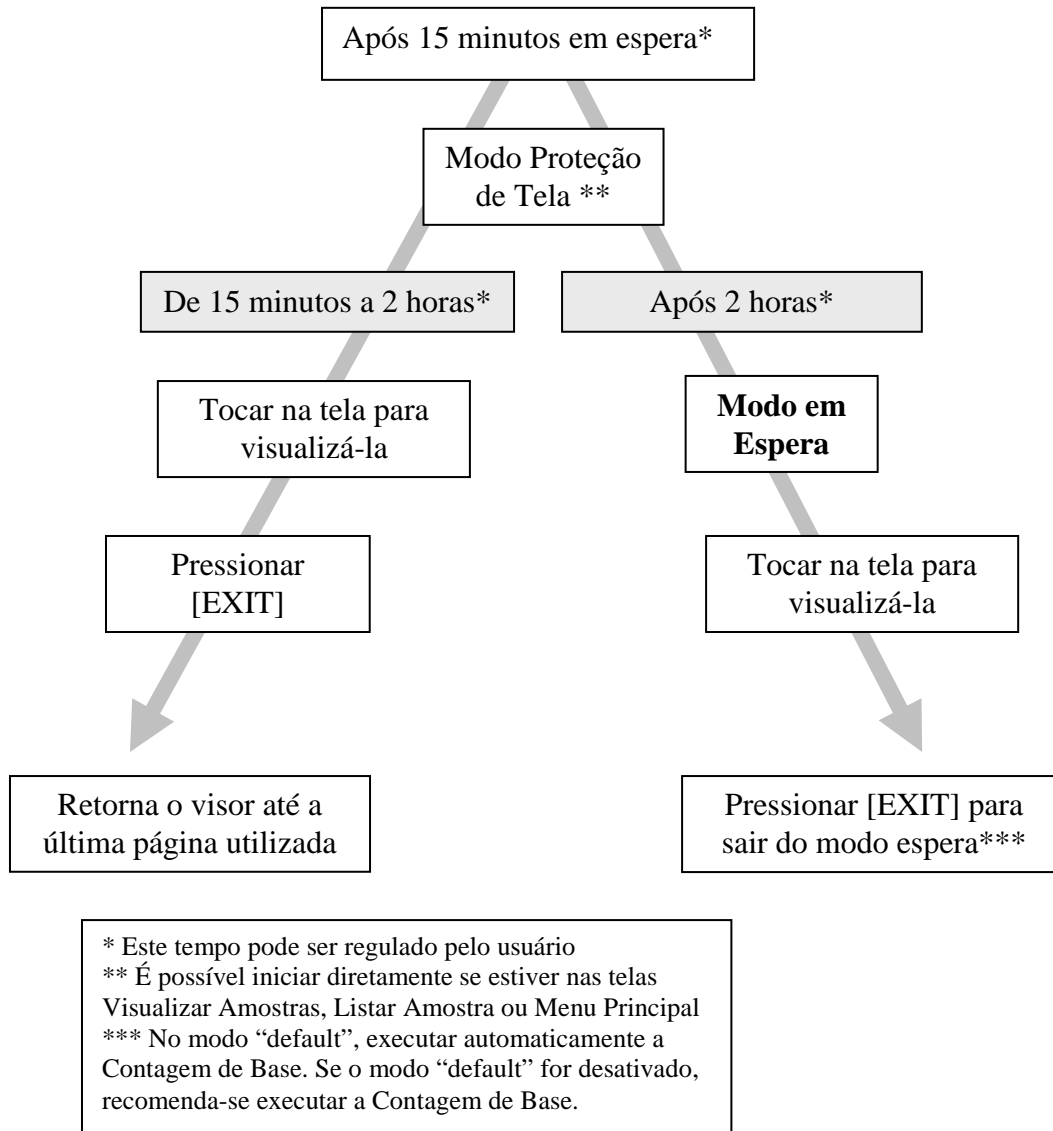 Após 15 minutos em espera*
Modo Proteção
de Tela **
De 15 minutos a 2 horas*
Após 2 horas*
Tocar na tela para
visualizá-la
Modo em
Espera
Pressionar
[EXIT]
Tocar na tela para
visualizá-la
Retorna o visor até a
última página utilizada
Pressionar [EXIT] para
sair do modo espera***
* Este tempo pode ser regulado pelo usuário
** É possível iniciar diretamente se estiver nas telas
Visualizar Amostras, Listar Amostra ou Menu Principal
*** No modo “default”, executar automaticamente a
Contagem de Base. Se o modo “default” for desativado,
recomenda-se executar a Contagem de Base.